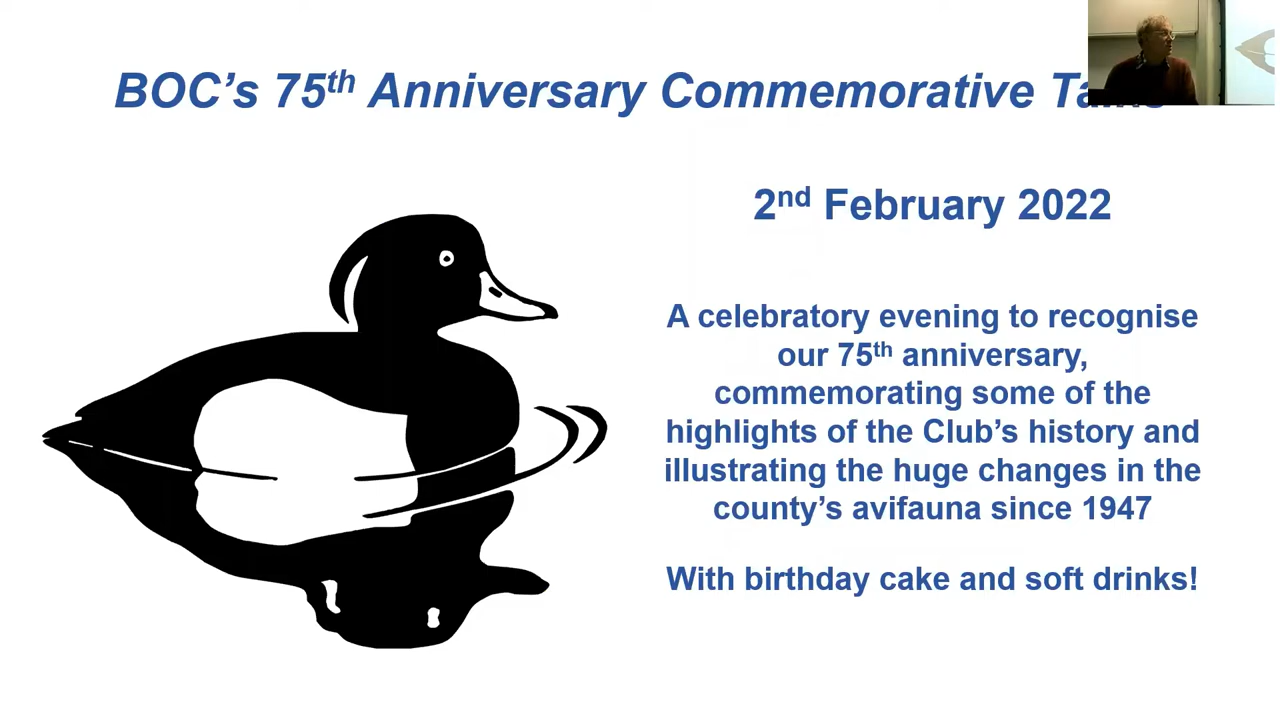 BOC’s 75th Anniversary Commemorative
2nd February 2022
A celebratory evening to recognise
our 75th anniversary,
commemorating some of the
highlights of the Club’s history and
illustrating the huge changes in the
county’s avifauna since 1947
With birthday cake and soft drinks!